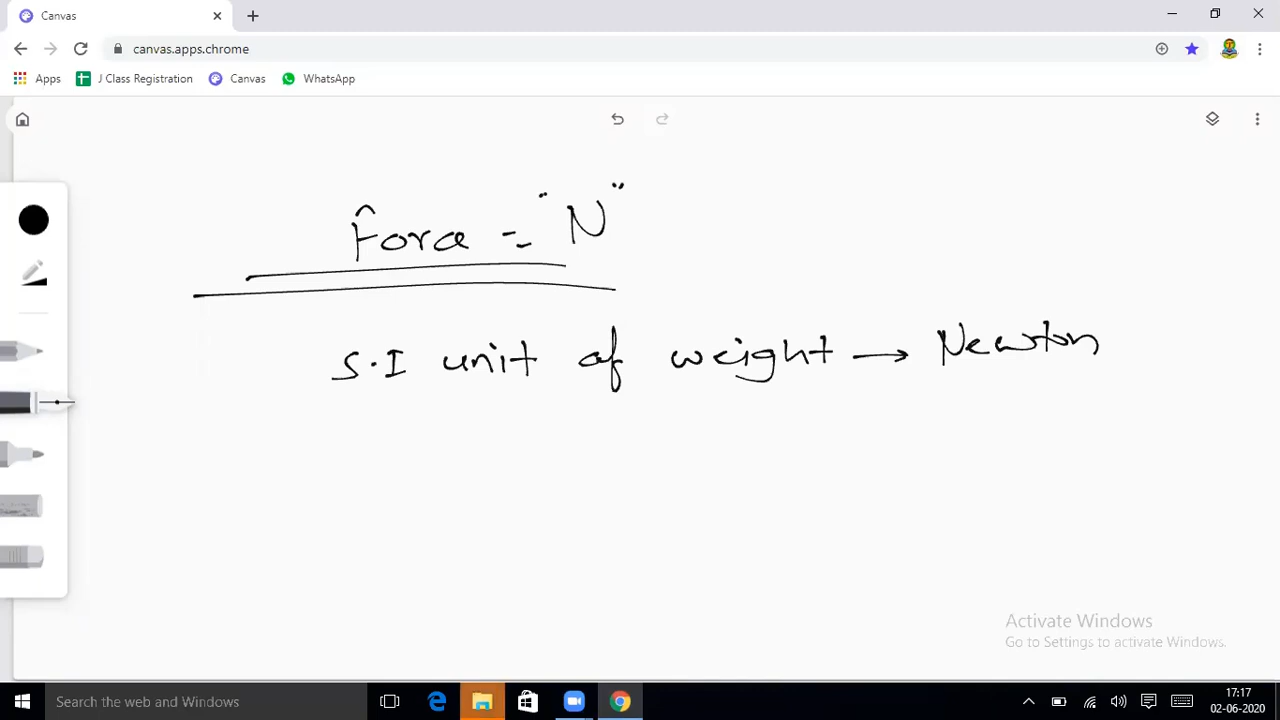 Canvas
canvas.apps.chrome
Apps J Class Registration Canvas WhatsApp
Force = "N"
S.I unit of weight → Newton
Activate Windows
Go to Settings to activate Windows.
Search the web and Windows
17:17
02-06-2020